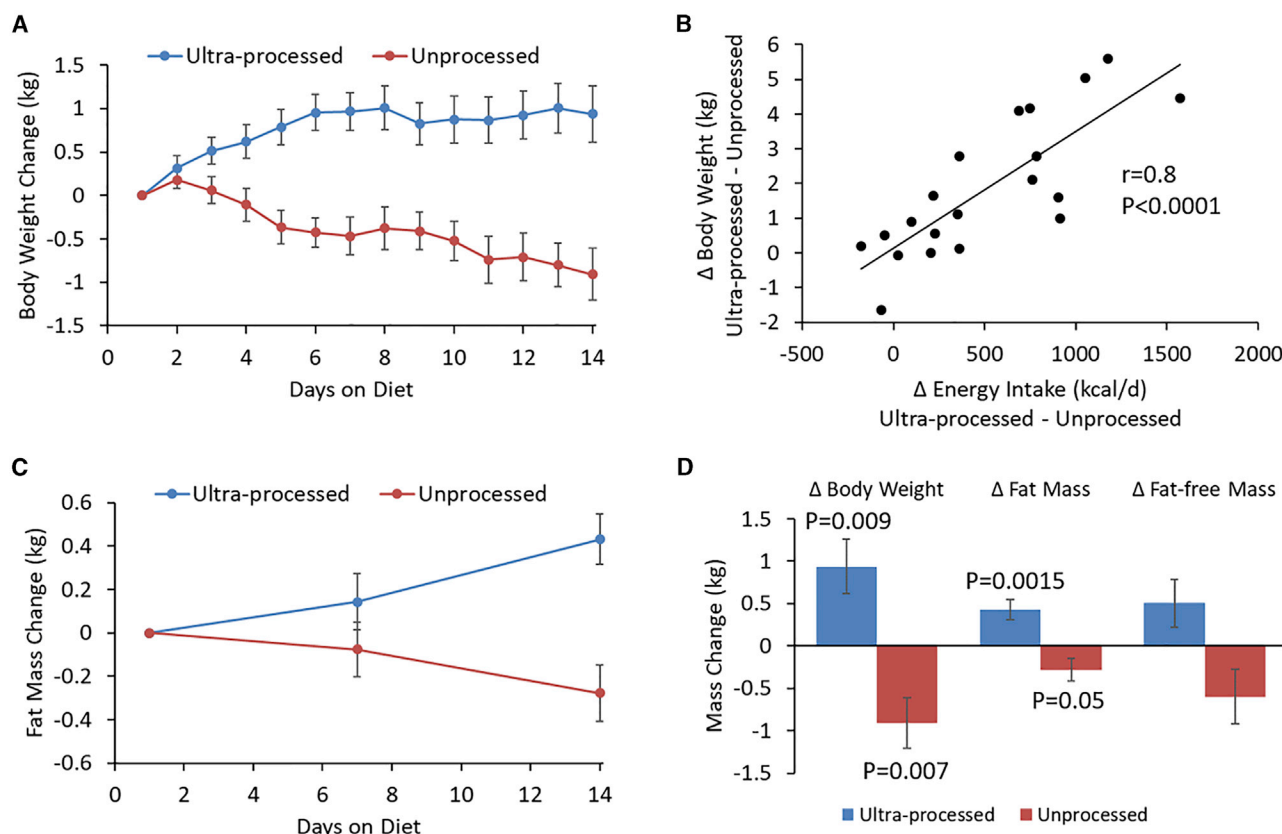 A
Ultra-processed Unprocessed
1.5
1
0.5
0
-0.5
-1
-1.5
Body Weight Change (kg)
0 2 4 6 8 10 12 14
Days on Diet
B
6
5
4
3
2
1
0
-1
-2
Δ Body Weight (kg)
Ultra-processed - Unprocessed
r=0.8
P<0.0001
-500 0 500 1000 1500 2000
Δ Energy Intake (kcal/d)
Ultra-processed - Unprocessed
C
Ultra-processed Unprocessed
0.6
0.4
0.2
0
-0.2
-0.4
-0.6
Fat Mass Change (kg)
0 2 4 6 8 10 12 14
Days on Diet
D
Δ Body Weight Δ Fat Mass Δ Fat-free Mass
1.5
1
0.5
0
-0.5
-1
-1.5
Mass Change (kg)
P=0.009
P=0.0015
P=0.05
P=0.007
Ultra-processed Unprocessed